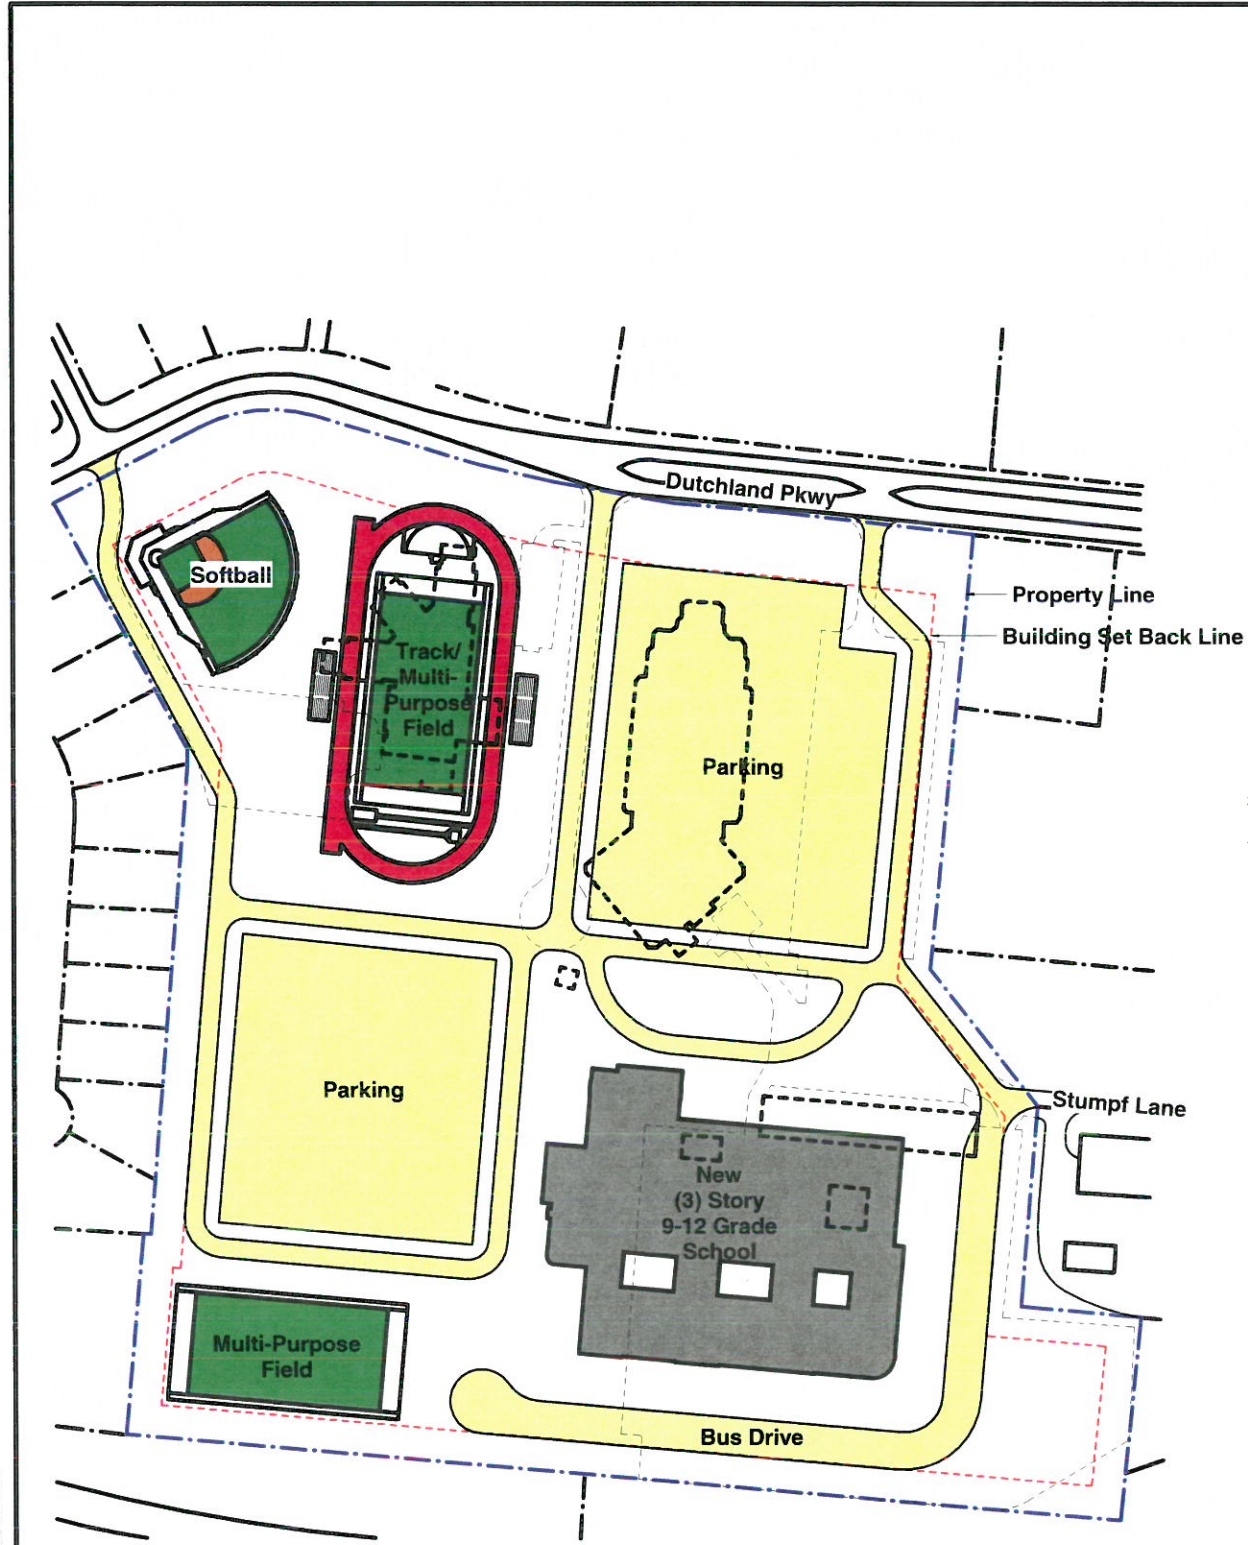 Dutchland Pkwy
Softball
Property Line
Building Set Back Line
Track/
Multi-
Purpose
Field
Parking
Parking
Stumpf Lane
New
(3) Story
9-12 Grade
School
Multi-Purpose
Field
Bus Drive